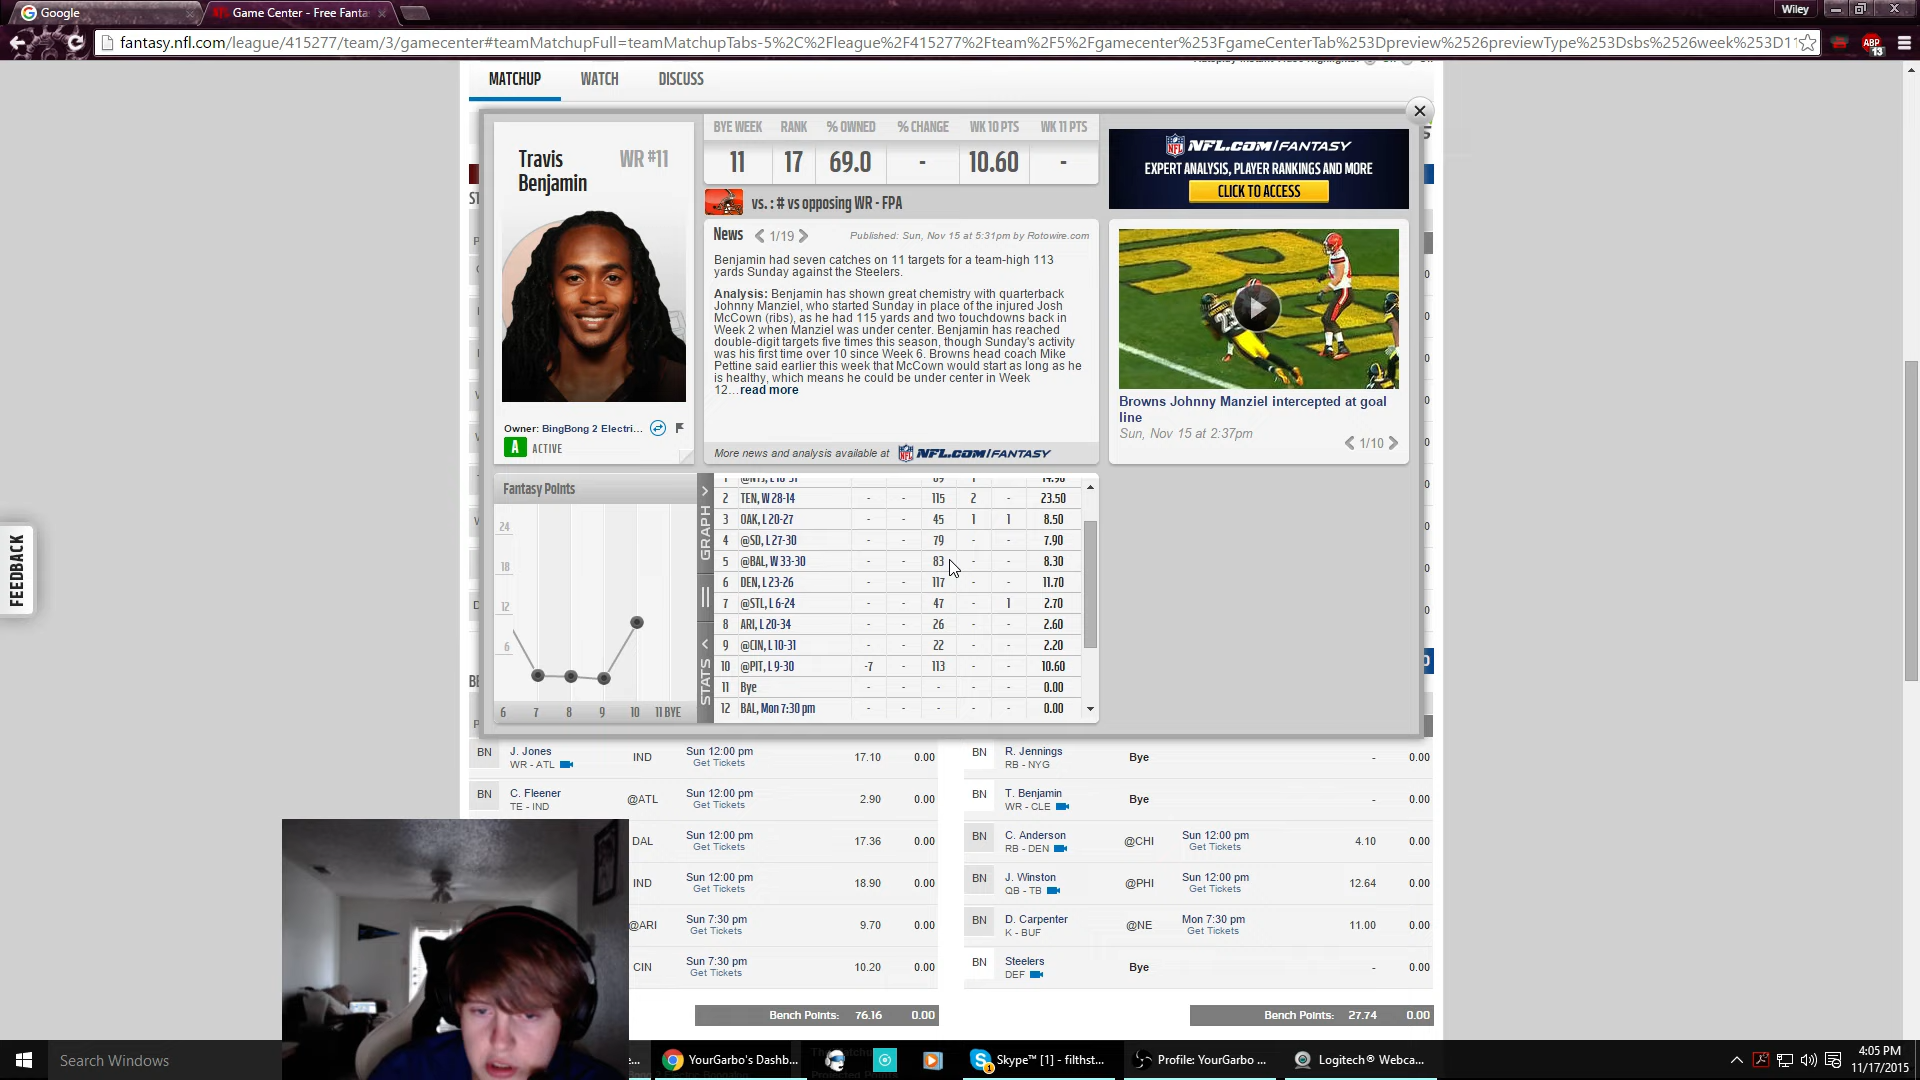 Google
Game Center - Free Fanta
Wiley
fantasy.nfl.com/league/415277/team/3/gamecenter#teamMatchupFull=teamMatchupTabs-5%2C%2Fleague%2F415277%2Fteam%2F5%2Fgamecenter%253FgameCenterTab%253Dpreview%2526previewType%253Dsbs%2526week%253D11
ABP
13
MATCHUP WATCH DISCUSS
Travis
Benjamin
WR #11
BYE WEEK RANK % OWNED % CHANGE WK 10 PTS WK 11 PTS
11 17 69.0 - 10.60 -
vs. : # vs opposing WR - FPA
NFL.COM/FANTASY
EXPERT ANALYSIS, PLAYER RANKINGS AND MORE
CLICK TO ACCESS
News 1/19 Published: Sun, Nov 15 at 5:31pm by Rotowire.com
Benjamin had seven catches on 11 targets for a team-high 113
yards Sunday against the Steelers.
Analysis: Benjamin has shown great chemistry with quarterback
Johnny Manziel, who started Sunday in place of the injured Josh
McCown (ribs), as he had 115 yards and two touchdowns back in
Week 2 when Manziel was under center. Benjamin has reached
double-digit targets five times this season, though Sunday's activity
was his first time over 10 since Week 6. Browns head coach Mike
Pettine said earlier this week that McCown would start as long as he
is healthy, which means he could be under center in Week
12...read more
More news and analysis available at NFL.COM/FANTASY
Browns Johnny Manziel intercepted at goal
line
Sun, Nov 15 at 2:37pm
1/10
Owner: BingBong 2 Electri...
A ACTIVE
FEEDBACK
Fantasy Points
24
18
12
6
6 7 8 9 10 11 BYE
GRAPH
STATS
2 TEN, W 28-14 - - 115 2 - 23.50
3 OAK, L 20-27 - - 45 1 1 8.50
4 @SD, L 27-30 - - 79 - - 7.90
5 @BAL, W 33-30 - - 83 - - 8.30
6 DEN, L 23-26 - - 117 - - 11.70
7 @STL, L 6-24 - - 47 - 1 2.70
8 ARI, L 20-34 - - 26 - - 2.60
9 @CIN, L 10-31 - - 22 - - 2.20
10 @PIT, L 9-30 -7 - 113 - - 10.60
11 Bye - - - - - 0.00
12 BAL, Mon 7:30 pm - - - - - 0.00
BN J. Jones IND Sun 12:00 pm 17.10 0.00
WR - ATL Get Tickets
BN C. Fleener @ATL Sun 12:00 pm 2.90 0.00
TE - IND Get Tickets
DAL Sun 12:00 pm 17.36 0.00
Get Tickets
IND Sun 12:00 pm 18.90 0.00
Get Tickets
@ARI Sun 7:30 pm 9.70 0.00
Get Tickets
CIN Sun 7:30 pm 10.20 0.00
Get Tickets
Bench Points: 76.16 0.00
BN R. Jennings Bye - 0.00
RB - NYG
BN T. Benjamin Bye - 0.00
WR - CLE
BN C. Anderson @CHI Sun 12:00 pm 4.10 0.00
RB - DEN Get Tickets
BN J. Winston @PHI Sun 12:00 pm 12.64 0.00
QB - TB Get Tickets
BN D. Carpenter @NE Mon 7:30 pm 11.00 0.00
K - BUF Get Tickets
BN Steelers Bye - 0.00
DEF
Bench Points: 27.74 0.00
Search Windows
YourGarbo's Dashb...
Skype™ [1] - filthst...
Profile: YourGarbo ...
Logitech® Webca...
4:05 PM
11/17/2015